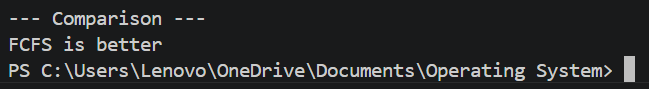 --- Comparison ---
FCFS is better
PS C:\Users\Lenovo\OneDrive\Documents\Operating System>